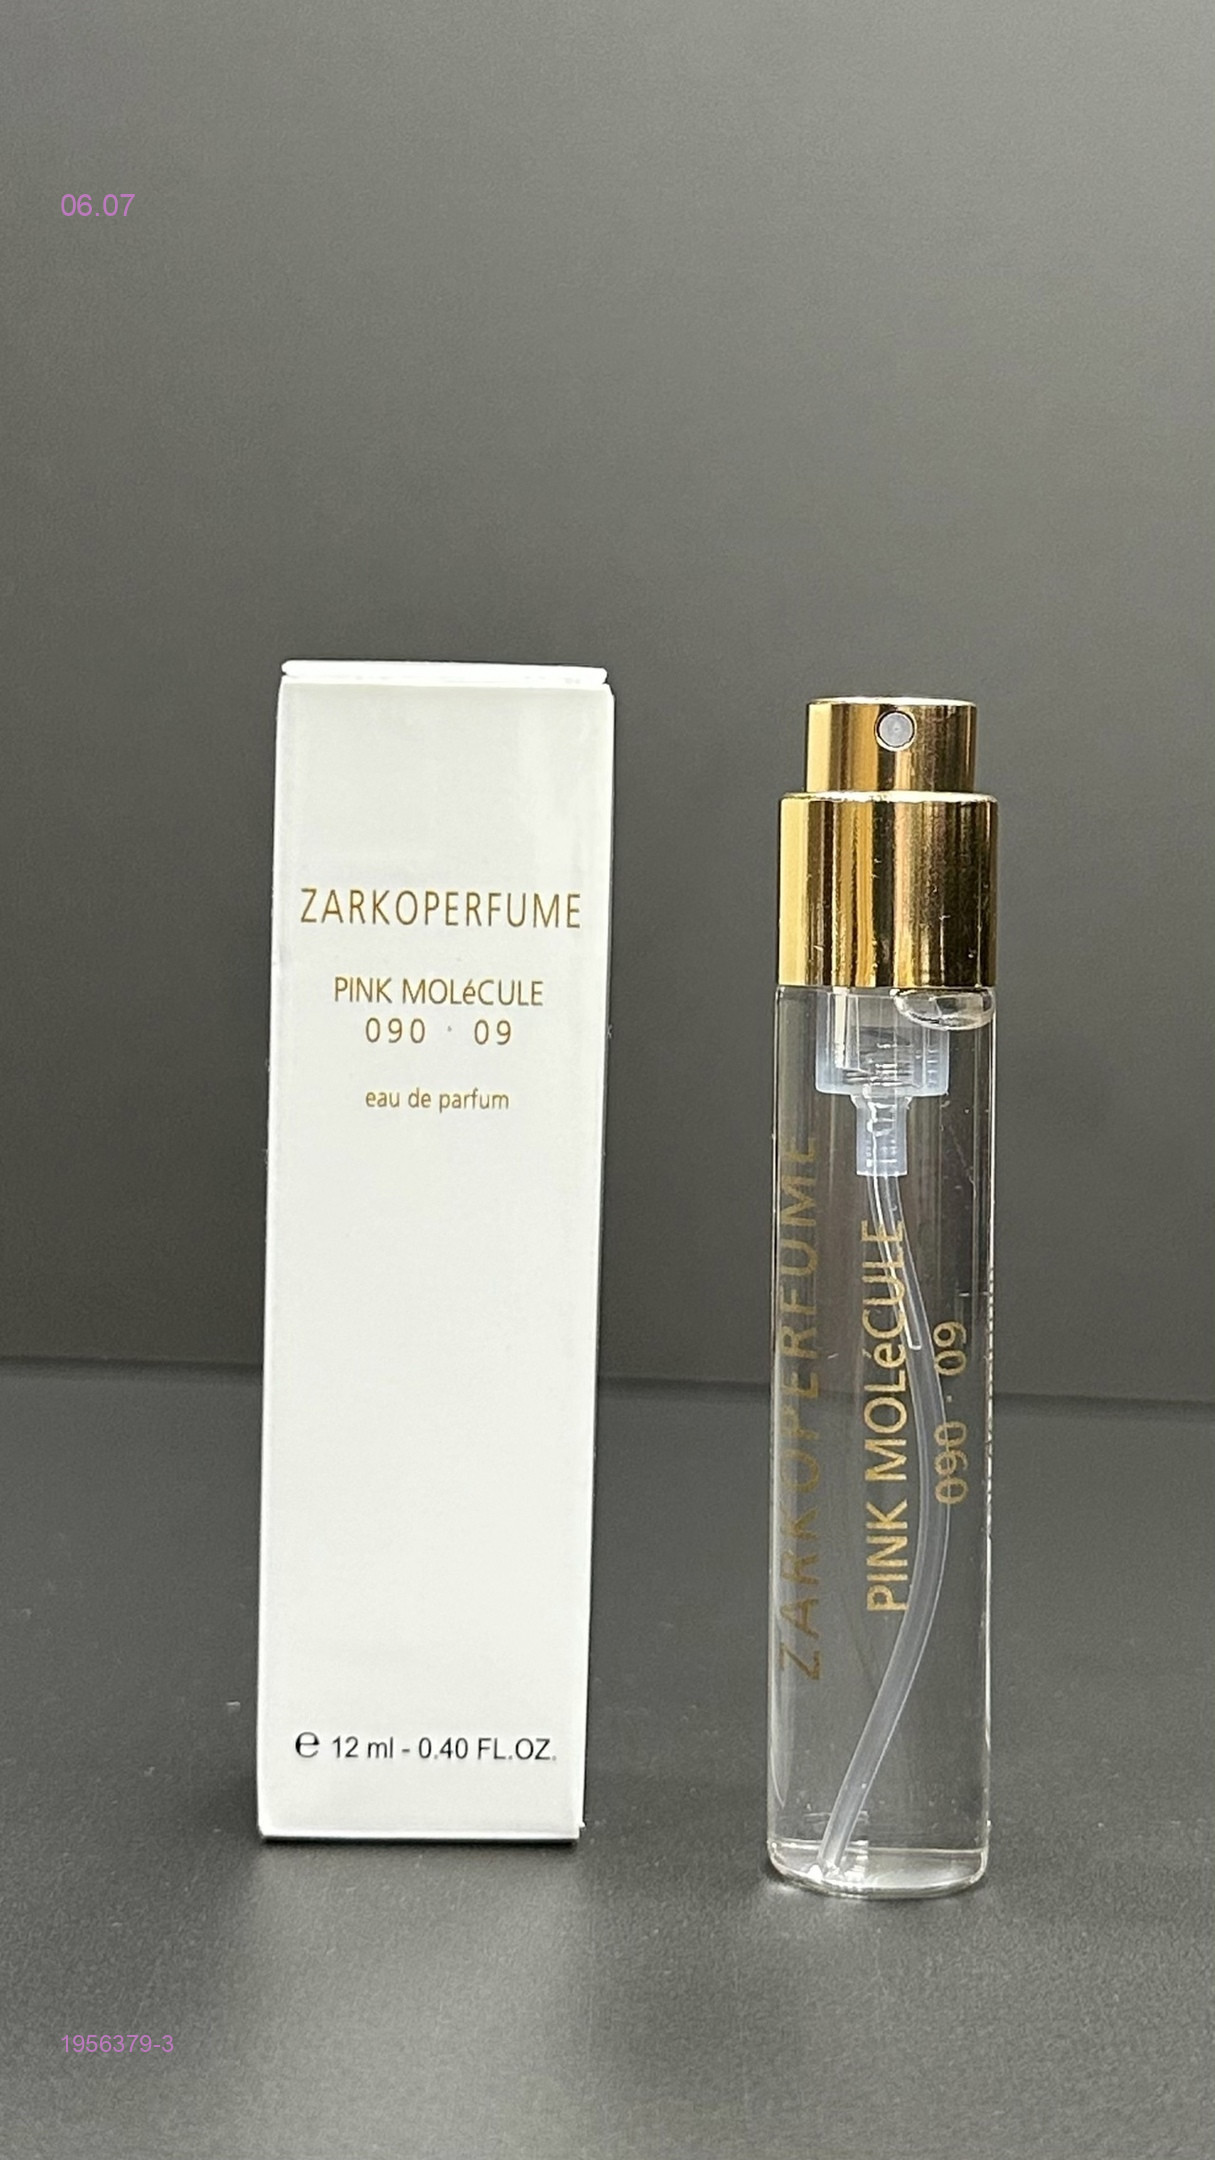 06.07
ZARKOPERFUME
PINK MOLéCULE
090 · 09
eau de parfum
℮ 12 ml - 0.40 FL.OZ.
ZARKOPERFUME
PINK MOLéCULE
090 · 09
1956379-3